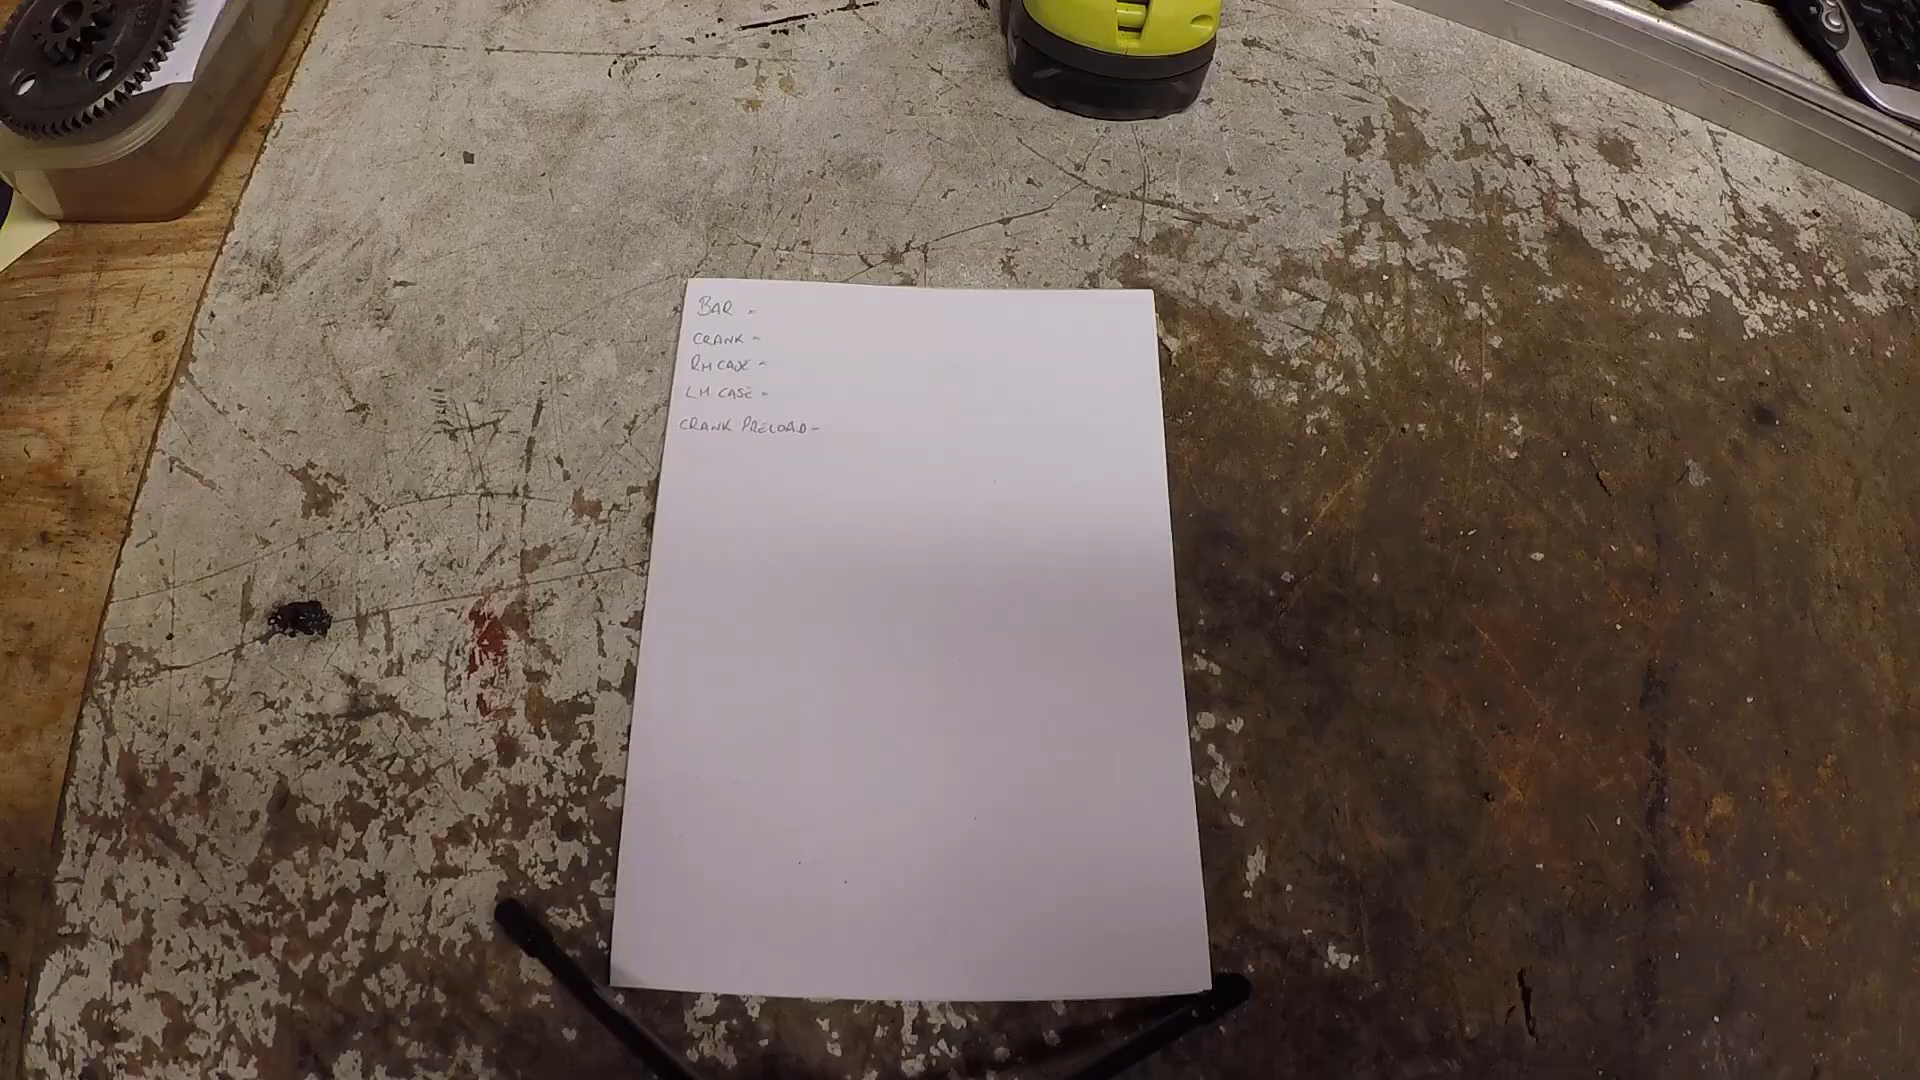 BAR =
CRANK =
RH CASE =
LH CASE =
CRANK PRELOAD =